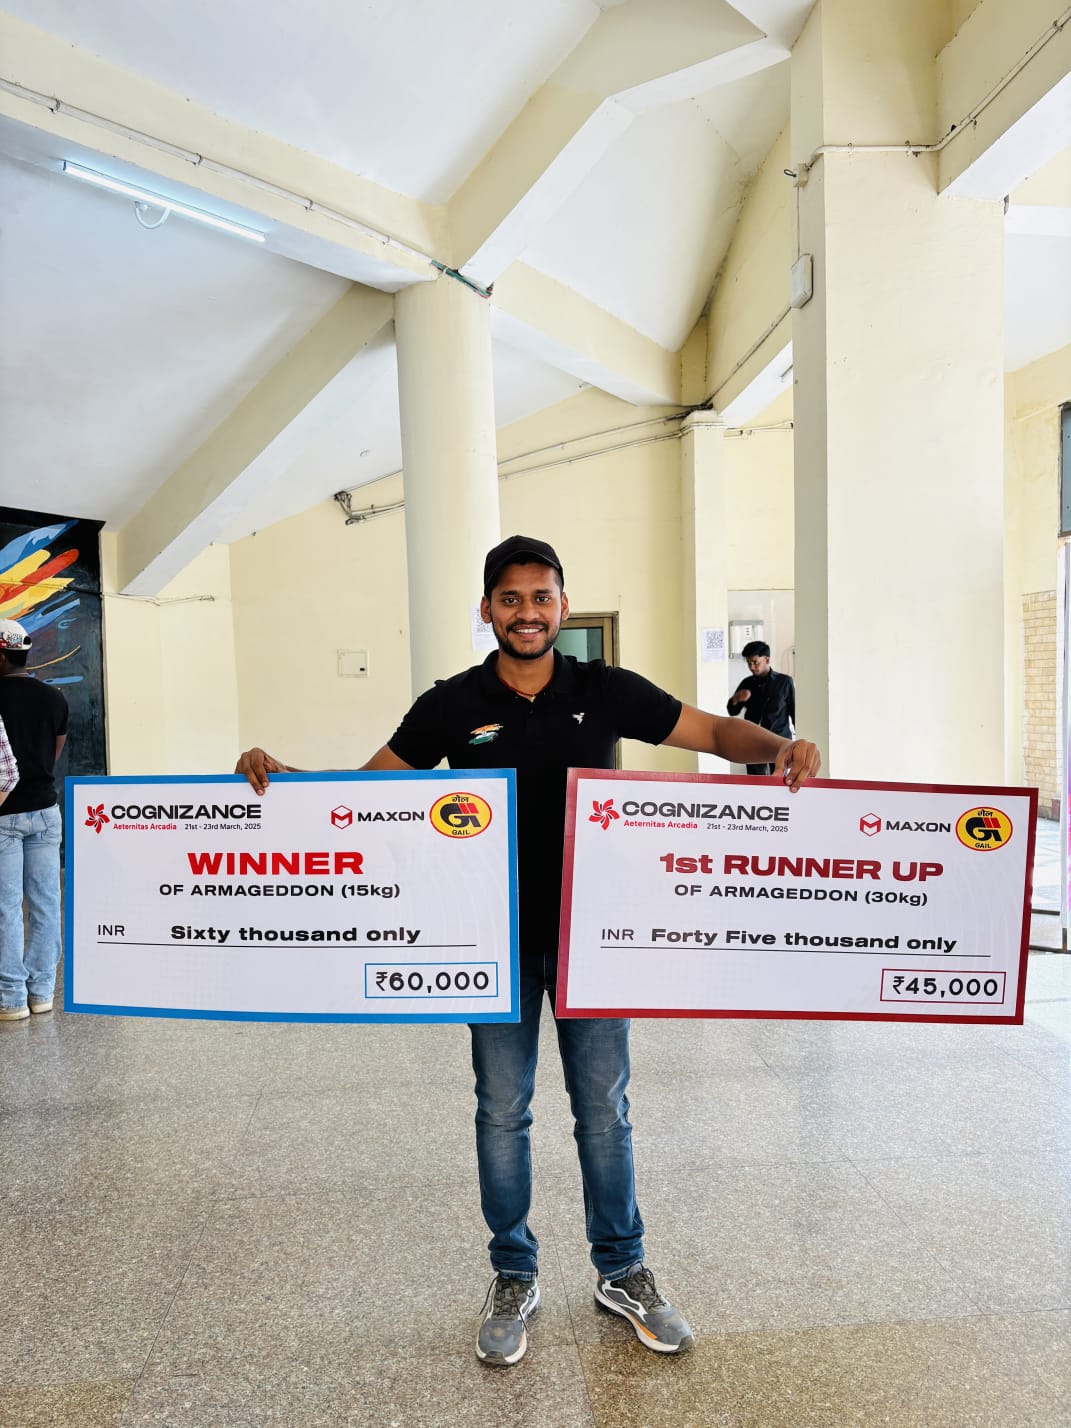 COGNIZANCE
Aeternitas Arcadia | 21st - 23rd March, 2025
MAXON
गेल
GAIL
WINNER
OF ARMAGEDDON (15kg)
INR Sixty thousand only
₹60,000
COGNIZANCE
Aeternitas Arcadia | 21st - 23rd March, 2025
MAXON
गेल
GAIL
1st RUNNER UP
OF ARMAGEDDON (30kg)
INR Forty Five thousand only
₹45,000